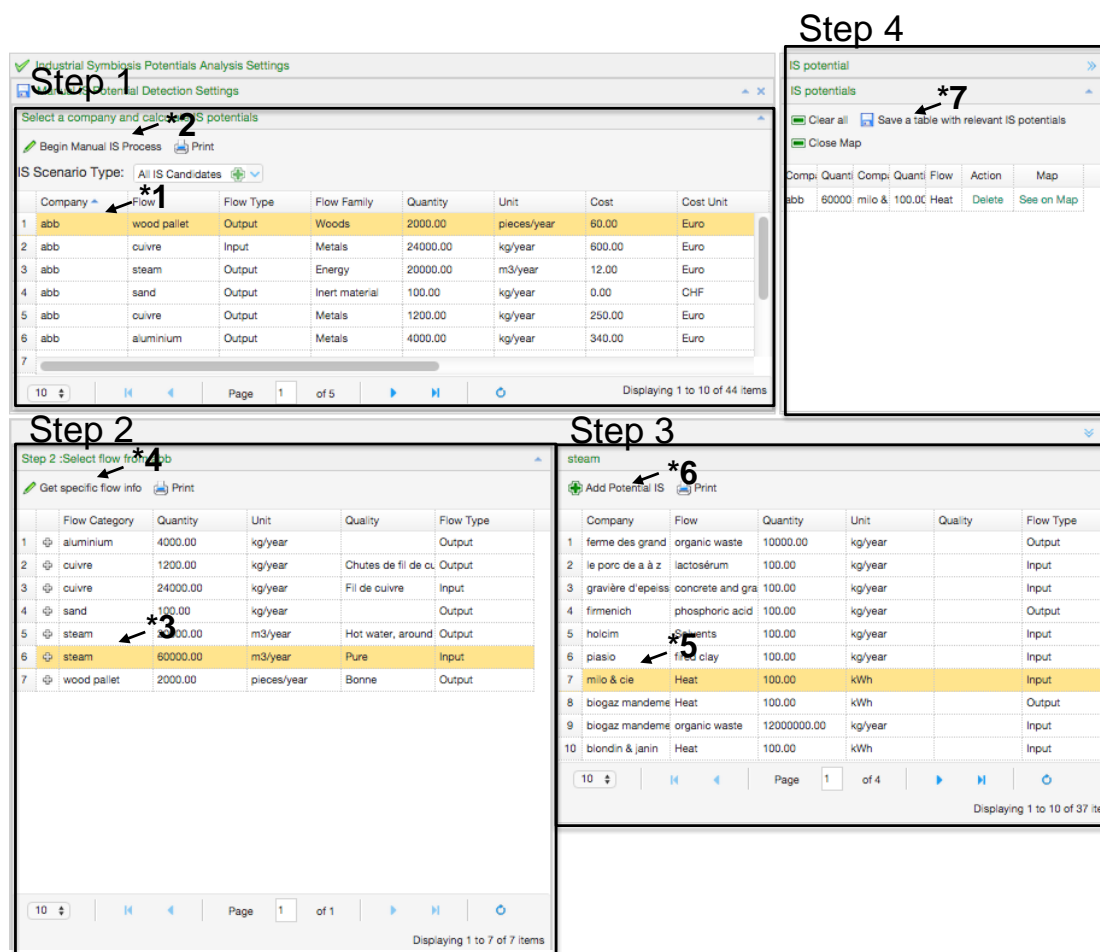 Step 4
Industrial Symbiosis Potentials Analysis Settings
Step 1
Manual IS Potential Detection Settings
Select a company and calculate IS potentials
*2
Begin Manual IS Process Print
IS Scenario Type: All IS Candidates
*1
Company Flow Flow Type Flow Family Quantity Unit Cost Cost Unit
1 abb wood pallet Output Woods 2000.00 pieces/year 60.00 Euro
2 abb cuivre Input Metals 24000.00 kg/year 600.00 Euro
3 abb steam Output Energy 20000.00 m3/year 12.00 Euro
4 abb sand Output Inert material 100.00 kg/year 0.00 CHF
5 abb cuivre Output Metals 1200.00 kg/year 250.00 Euro
6 abb aluminium Output Metals 4000.00 kg/year 340.00 Euro
7
10 Page 1 of 5 Displaying 1 to 10 of 44 items
IS potential
IS potentials
*7
Clear all Save a table with relevant IS potentials
Close Map
Comp Quanti Comp Quanti Flow Action Map
abb 60000 milo & 100.00 Heat Delete See on Map
Step 2
Step 2 :Select flow from abb
*4
Get specific flow info Print
Flow Category Quantity Unit Quality Flow Type
1 aluminium 4000.00 kg/year Output
2 cuivre 1200.00 kg/year Chutes de fil de cu Output
3 cuivre 24000.00 kg/year Fil de cuivre Input
4 sand 100.00 kg/year Output
*3
5 steam 20000.00 m3/year Hot water, around Output
6 steam 60000.00 m3/year Pure Input
7 wood pallet 2000.00 pieces/year Bonne Output
10 Page 1 of 1
Displaying 1 to 7 of 7 items
Step 3
steam
*6
Add Potential IS Print
Company Flow Quantity Unit Quality Flow Type
1 ferme des grand organic waste 10000.00 kg/year Output
2 le porc de a à z lactosérum 100.00 kg/year Input
3 gravière d'epeiss concrete and gra 100.00 kg/year Input
4 firmenich phosphoric acid 100.00 kg/year Output
5 holcim Solvents 100.00 kg/year Input
*5
6 piasio fired clay 100.00 kg/year Input
7 milo & cie Heat 100.00 kWh Input
8 biogaz mandeme Heat 100.00 kWh Output
9 biogaz mandeme organic waste 12000000.00 kg/year Input
10 blondin & janin Heat 100.00 kWh Input
10 Page 1 of 4
Displaying 1 to 10 of 37 ite